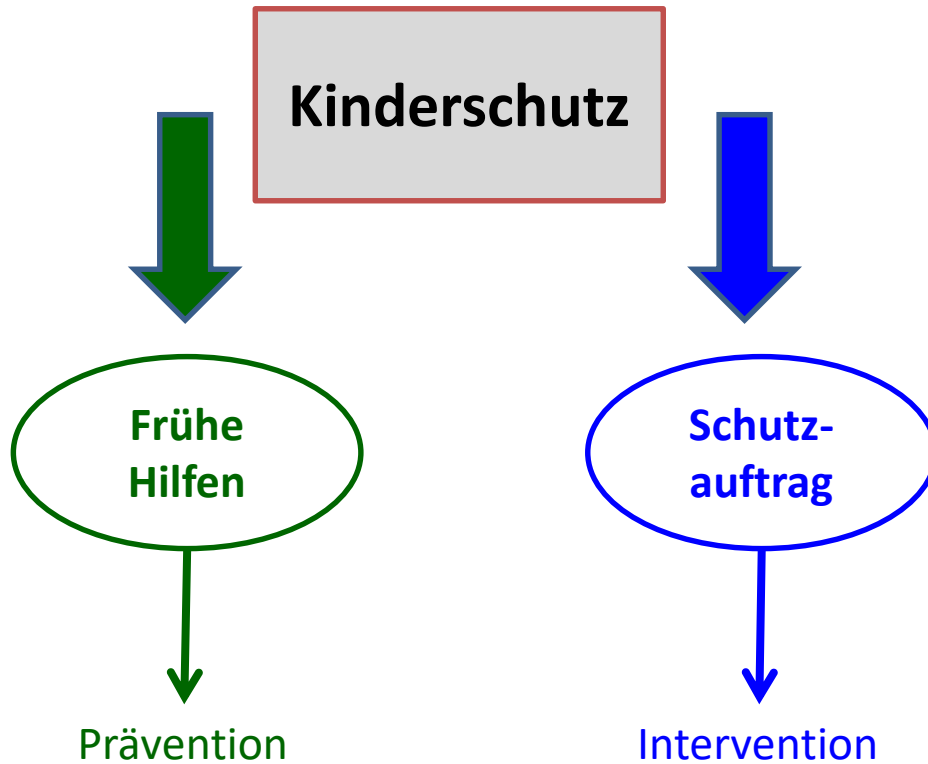 Kinderschutz
Frühe
Hilfen
Schutz-
auftrag
Prävention
Intervention